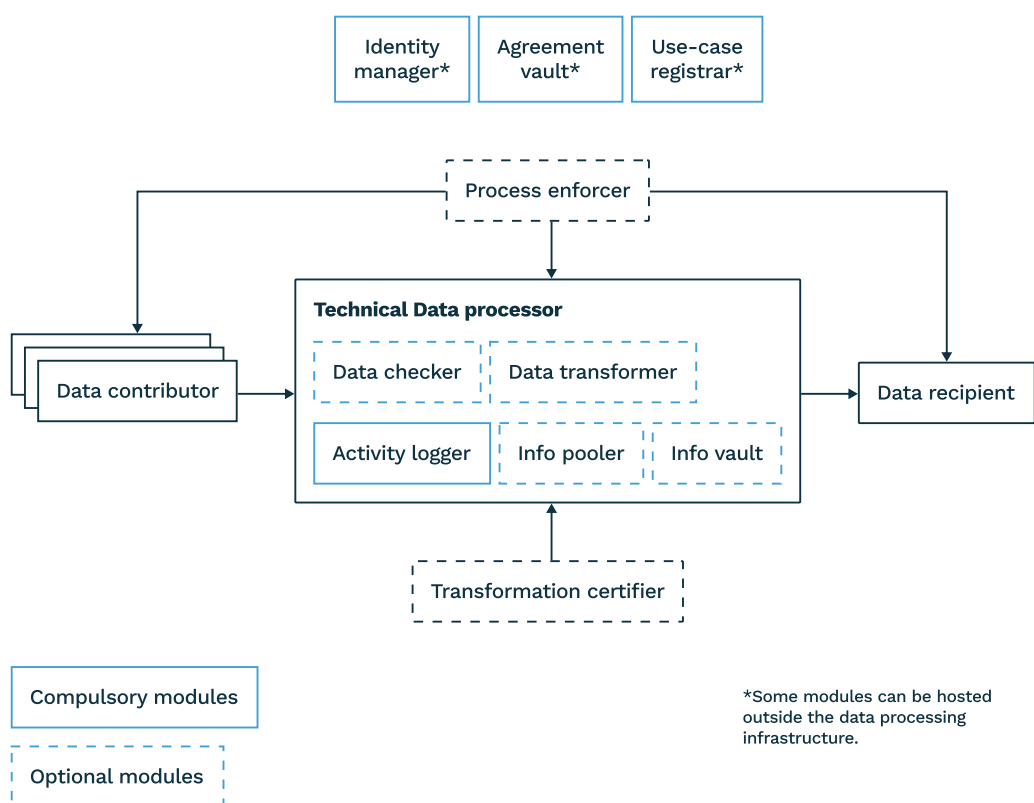 Identity
manager*
Agreement
vault*
Use-case
registrar*
Process enforcer
Technical Data processor
Data checker
Data transformer
Data contributor
Data recipient
Activity logger
Info pooler
Info vault
Transformation certifier
Compulsory modules
*Some modules can be hosted
outside the data processing
infrastructure.
Optional modules